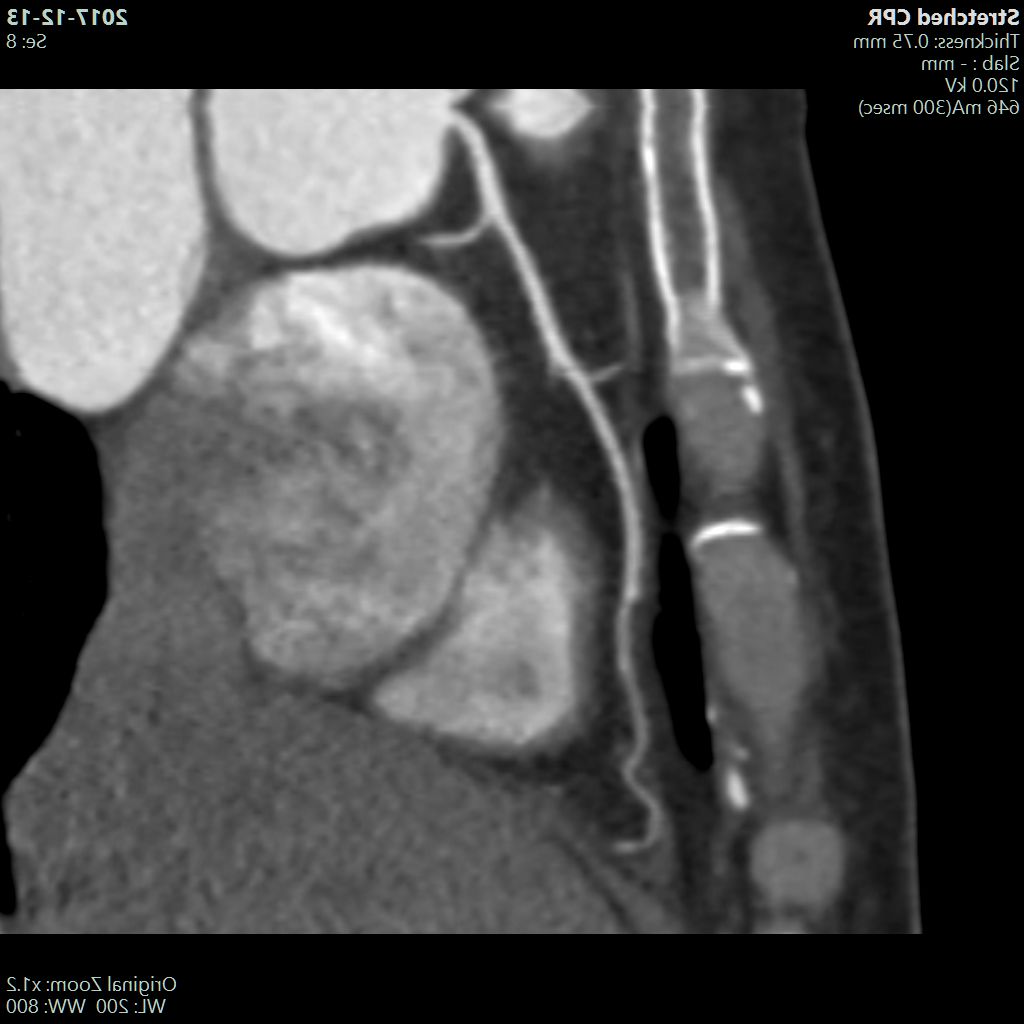 Stretched CPR
Thickness: 0.75 mm
Slab : - mm
120.0 kV
646 mA(300 msec)
2017-12-13
Se: 8
Original Zoom: x1.2
WL: 200 WW: 800